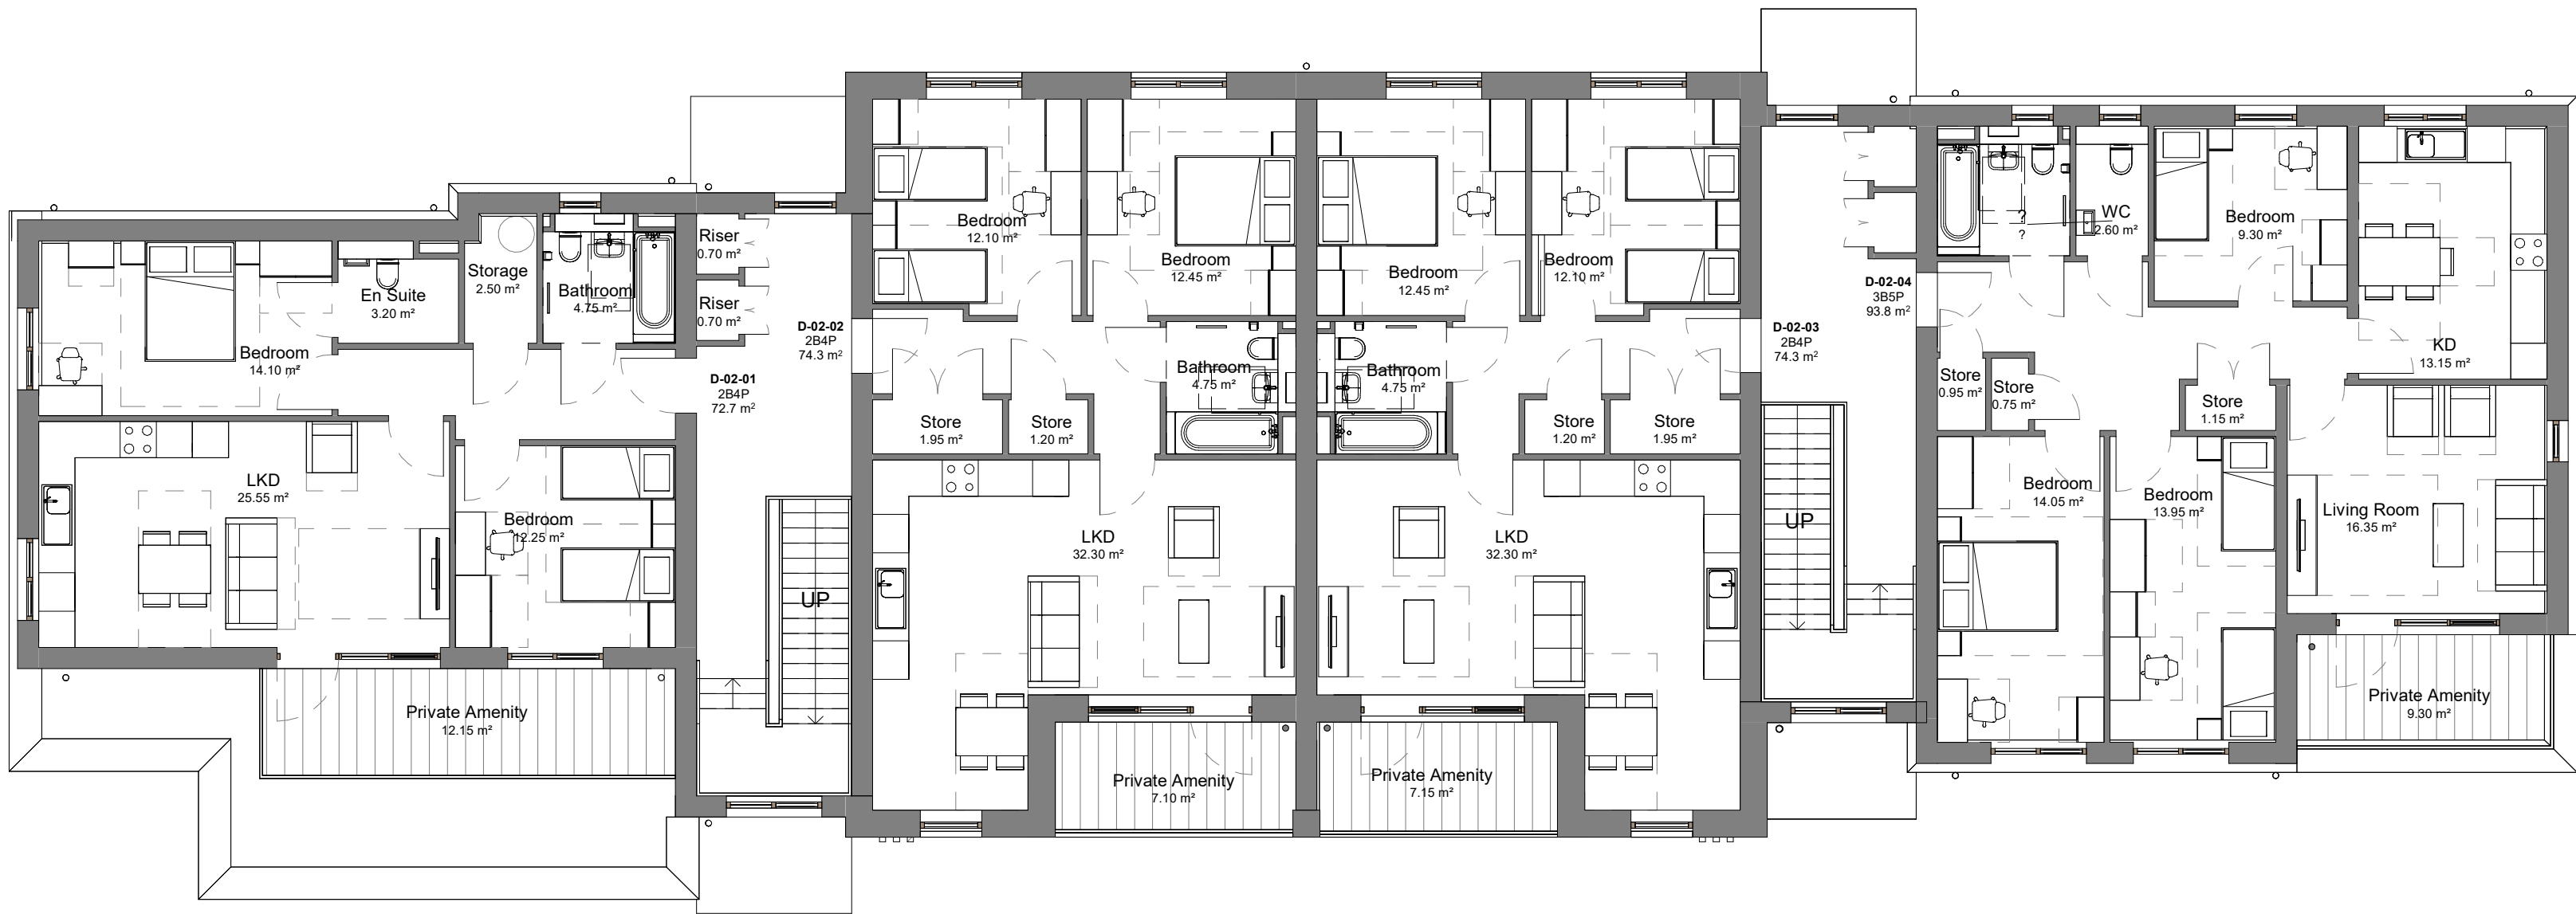 Bedroom
14.10 m²
En Suite
3.20 m²
Storage
2.50 m²
Bathroom
4.75 m²
Riser
0.70 m²
Riser
0.70 m²
D-02-01
2B4P
72.7 m²
LKD
25.55 m²
Bedroom
12.25 m²
Private Amenity
12.15 m²
UP
D-02-02
2B4P
74.3 m²
Bedroom
12.10 m²
Bedroom
12.45 m²
Bathroom
4.75 m²
Store
1.95 m²
Store
1.20 m²
LKD
32.30 m²
Private Amenity
7.10 m²
Bedroom
12.45 m²
Bedroom
12.10 m²
Bathroom
4.75 m²
Store
1.20 m²
Store
1.95 m²
LKD
32.30 m²
Private Amenity
7.15 m²
D-02-03
2B4P
74.3 m²
UP
D-02-04
3B5P
93.8 m²
?
?
WC
2.60 m²
Bedroom
9.30 m²
KD
13.15 m²
Store
0.95 m²
Store
0.75 m²
Store
1.15 m²
Bedroom
14.05 m²
Bedroom
13.95 m²
Living Room
16.35 m²
Private Amenity
9.30 m²